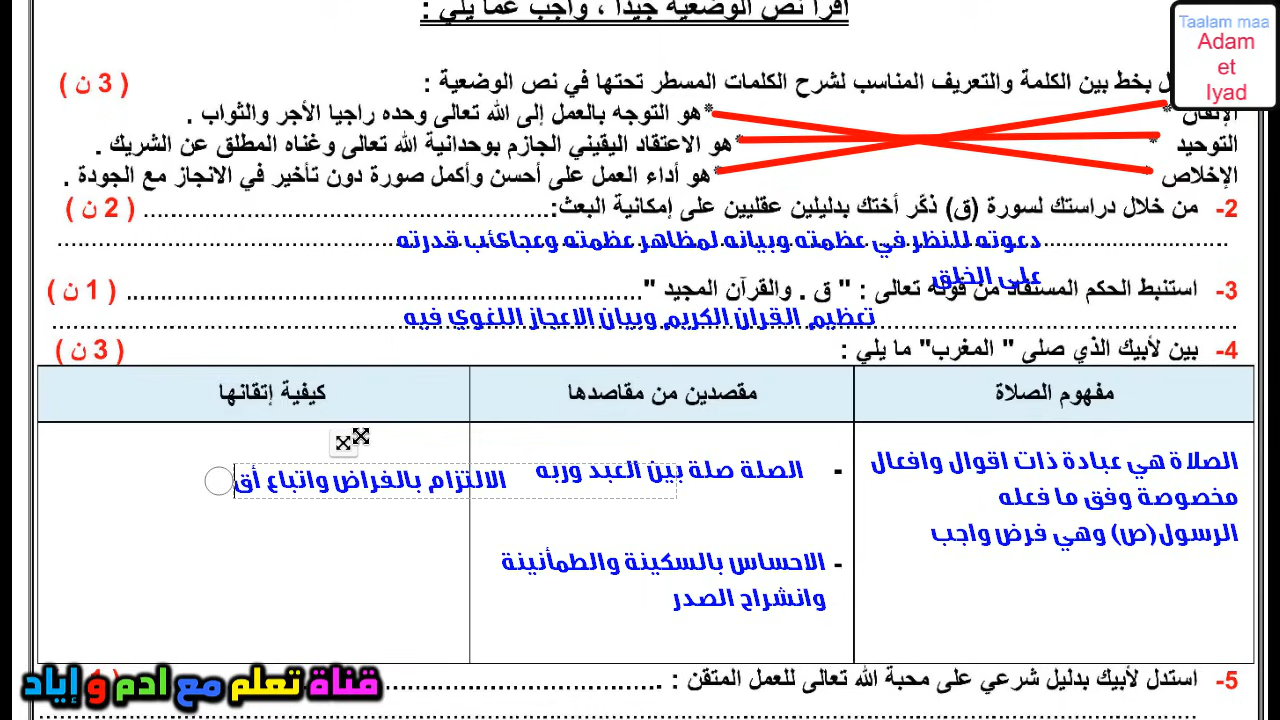 اقرأ نص الوضعية جيدا ، وأجب عما يلي :
Taalam maa
Adam
et
Iyad
بخط بين الكلمة والتعريف المناسب لشرح الكلمات المسطر تحتها في نص الوضعية : ( 3 ن )
الإتقان * *هو التوجه بالعمل إلى الله تعالى وحده راجيا الأجر والثواب .
التوحيد * *هو الاعتقاد اليقيني الجازم بوحدانية الله تعالى وغناه المطلق عن الشريك .
الإخلاص * *هو أداء العمل على أحسن وأكمل صورة دون تأخير في الانجاز مع الجودة .
2- من خلال دراستك لسورة (ق) ذكّر أختك بدليلين عقليين على إمكانية البعث:............ ( 2 ن )
دعوته للنظر في عظمته وبيانه لمظاهر عظمته وعجائب قدرته
على الخلق
3- استنبط الحكم المستفاد من قوله تعالى : " ق . والقرآن المجيد "............ ( 1 ن )
تعظيم القران الكريم وبيان الاعجاز اللغوي فيه
4- بين لأبيك الذي صلى " المغرب" ما يلي : ( 3 ن )
مفهوم الصلاة
مقصدين من مقاصدها
كيفية إتقانها
الصلاة هي عبادة ذات اقوال وافعال
مخصوصة وفق ما فعله
الرسول(ص) وهي فرض واجب
- الصلة صلة بين العبد وربه
- الاحساس بالسكينة والطمأنينة
وانشراح الصدر
الالتزام بالفراض واتباع أق
5- استدل لأبيك بدليل شرعي على محبة الله تعالى للعمل المتقن : ............
قناة تعلم مع ادم و إياد